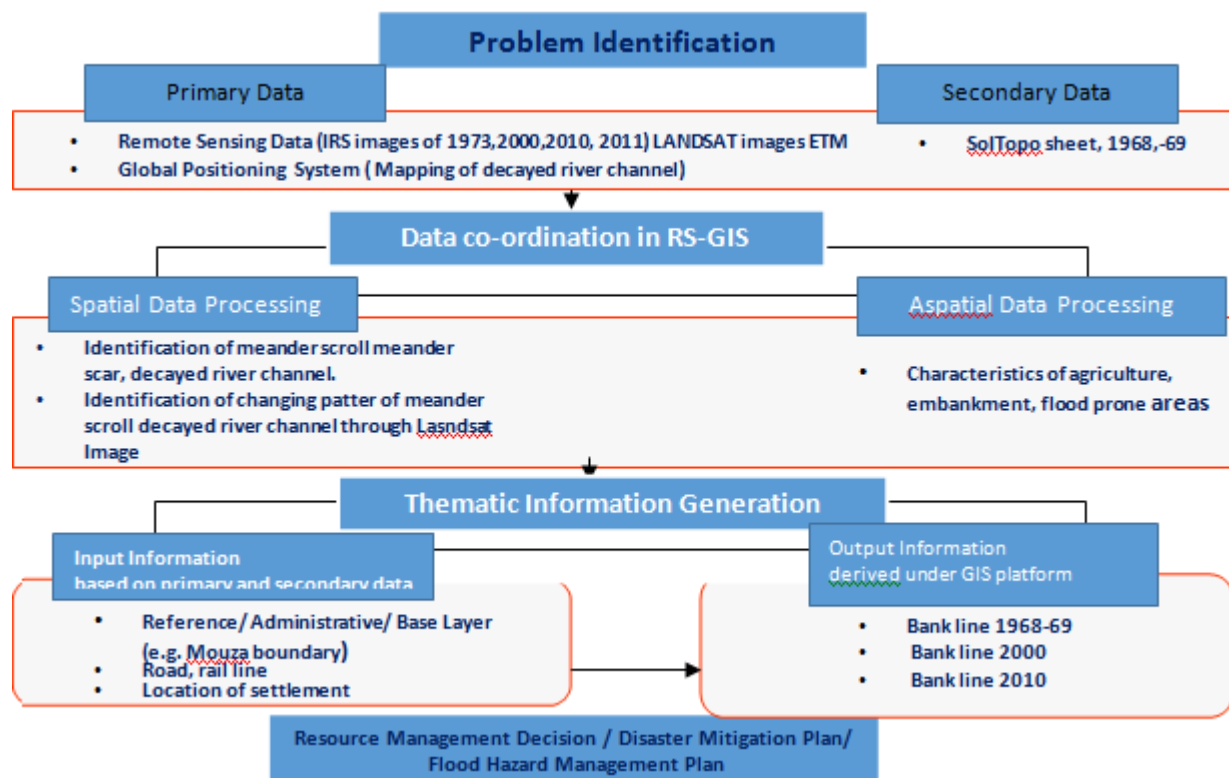 Problem Identification
Primary Data
Secondary Data
• Remote Sensing Data (IRS images of 1973,2000,2010, 2011) LANDSAT images ETM
• Global Positioning System ( Mapping of decayed river channel)
• SolTopo sheet, 1968,-69
Data co-ordination in RS-GIS
Spatial Data Processing
Aspatial Data Processing
• Identification of meander scroll meander
scar, decayed river channel.
• Identification of changing patter of meander
scroll decayed river channel through Lasndsat
Image
• Characteristics of agriculture,
embankment, flood prone areas
Thematic Information Generation
Input Information
based on primary and secondary data
Output Information
derived under GIS platform
• Reference/ Administrative/ Base Layer
(e.g. Mouza boundary)
• Road, rail line
• Location of settlement
• Bank line 1968-69
• Bank line 2000
• Bank line 2010
Resource Management Decision / Disaster Mitigation Plan/
Flood Hazard Management Plan